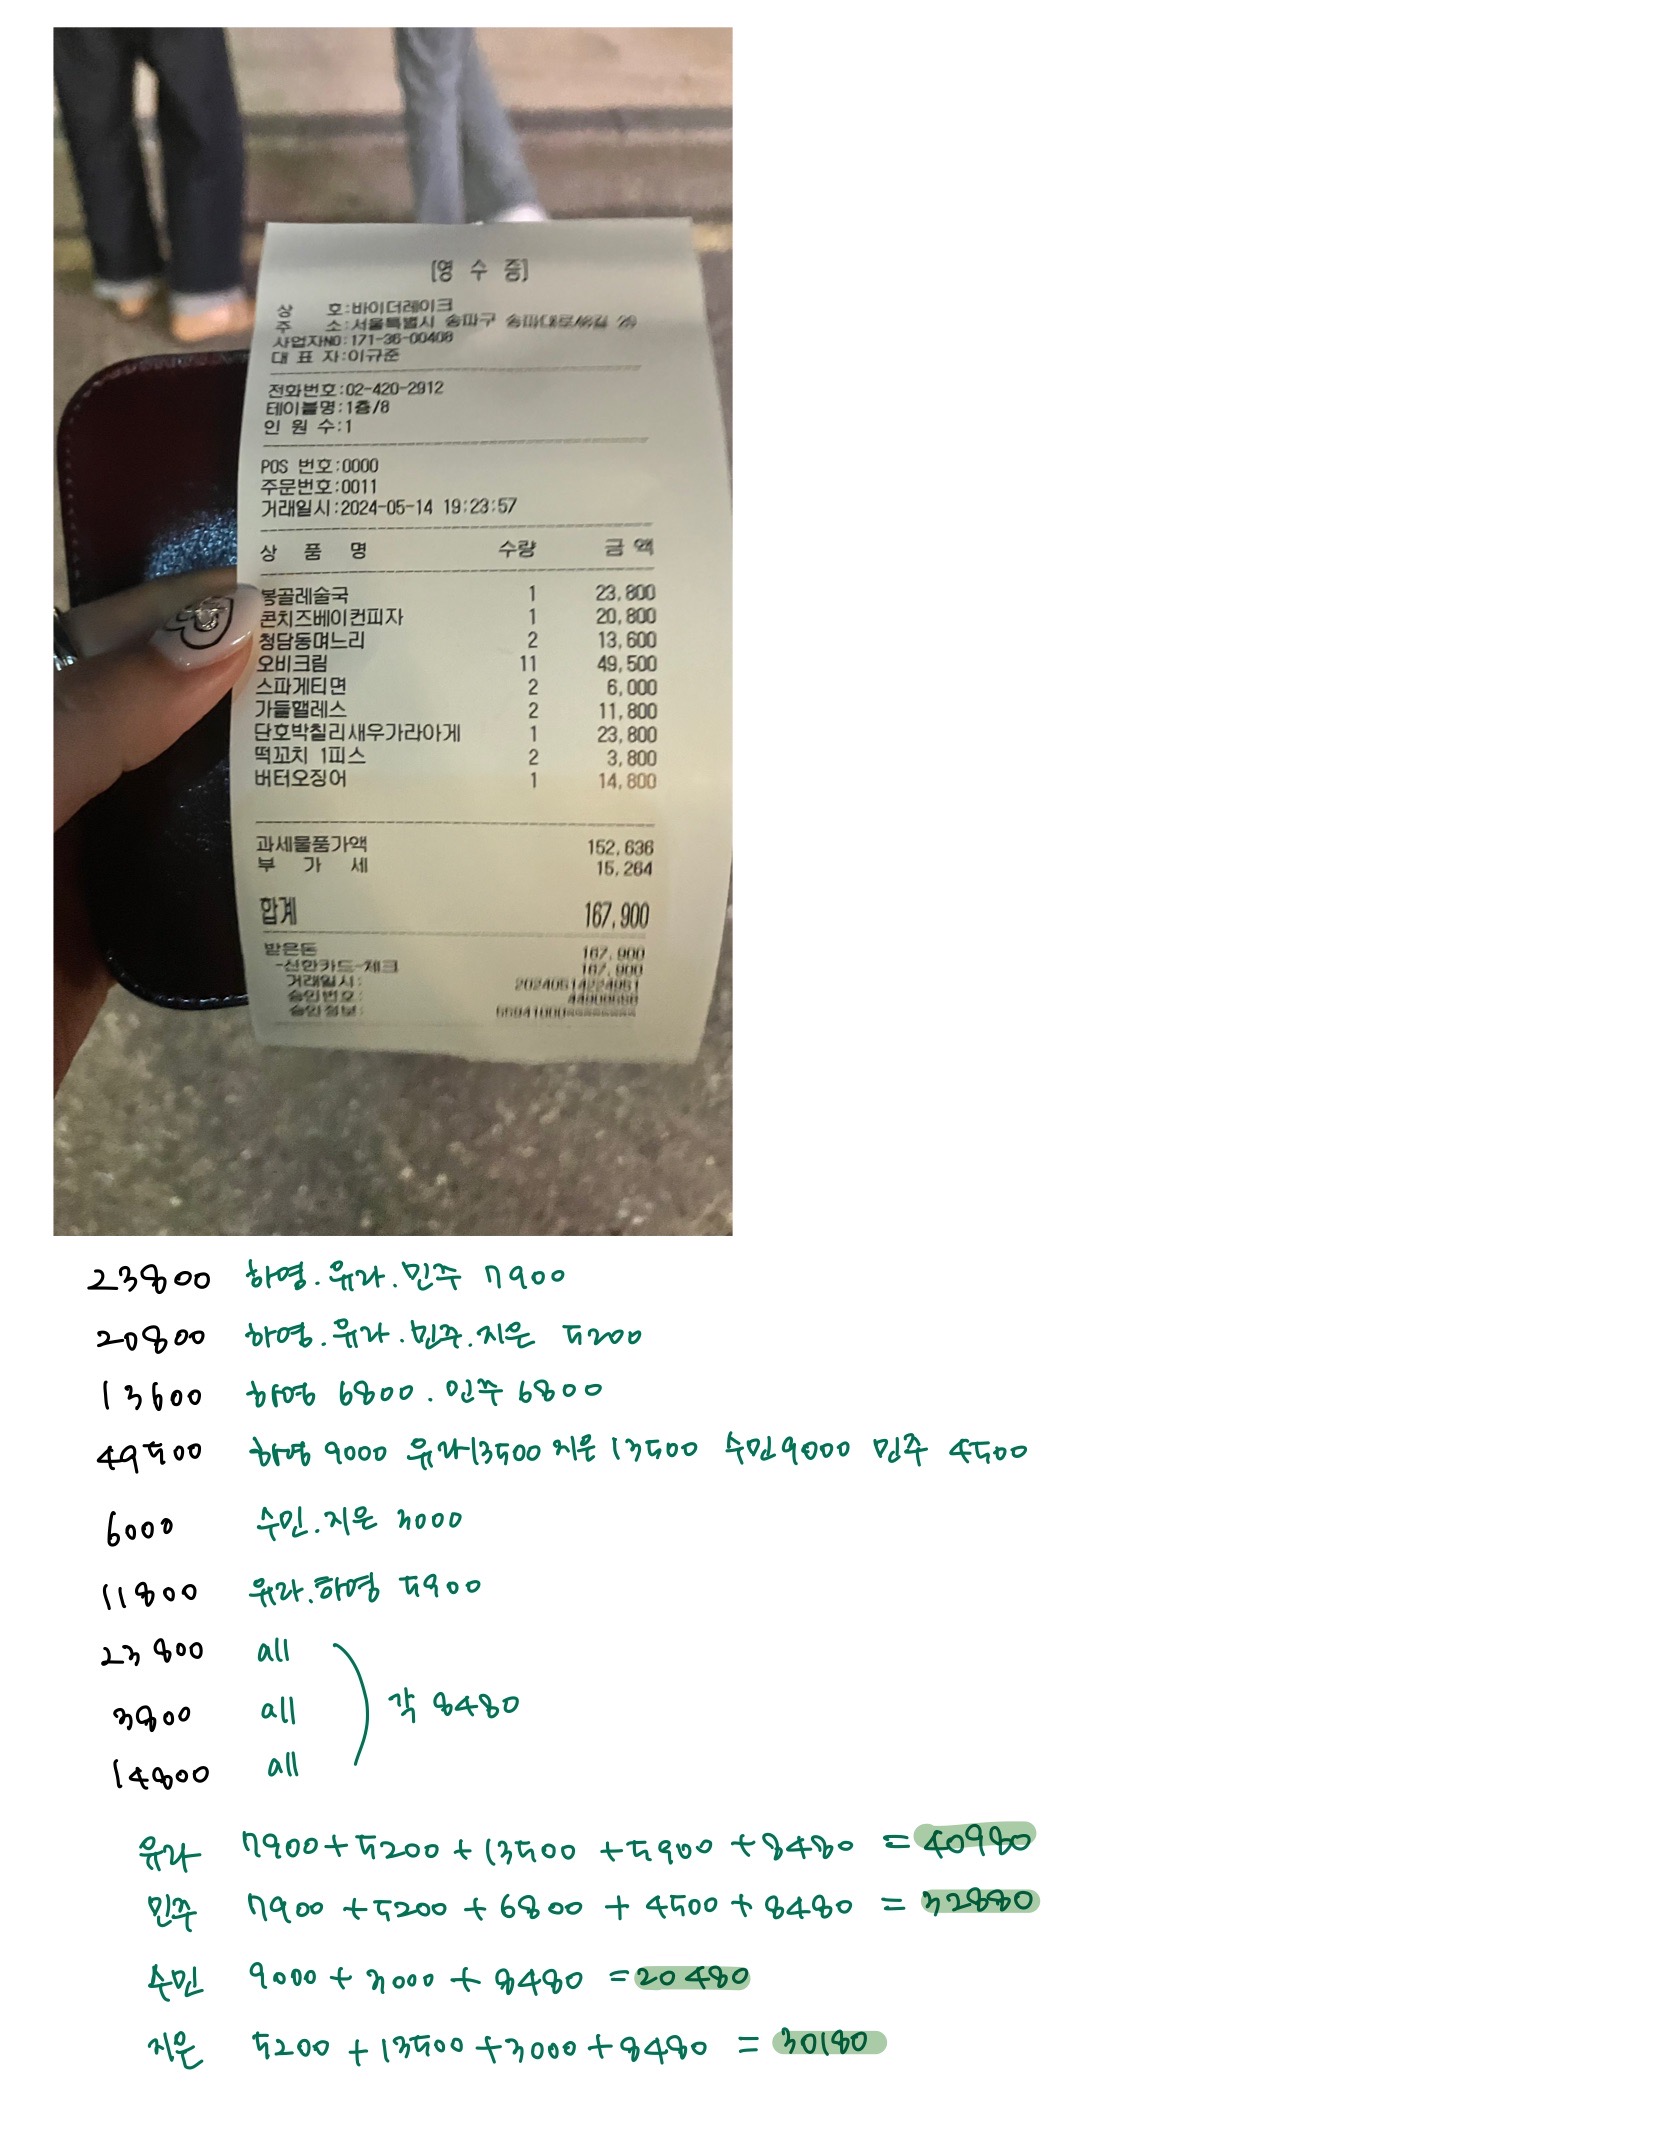 [영 수 증]
상 호:바이더레이크
주 소:서울특별시 송파구 송파대로48길
사업자NO:171-36-00408
대 표 자:이규준
전화번호:02-420-2912
테이블명:1층/8
인 원 수:1
POS 번호:0000
주문번호:0011
거래일시:2024-05-14 19:23:57
상 품 명 수량 금 액
봉골레술국 1 23,800
콘치즈베이컨피자 1 20,800
청담동며느리 2 13,600
오비크림 11 49,500
스파게티면 2 6,000
가들핼레스 2 11,800
단호박칠리새우가라아게 1 23,800
떡꼬치 1피스 2 3,800
버터오징어 1 14,800
과세물품가액 152,636
부 가 세 15,264
합계 167,900
받은돈 167,900
-신한카드-체크 167,900
거래일시: 20240514224951
승인번호:
승인정보:
23800 하영.유라.민주 7900
20800 하영.유라.민주.지은 5200
13600 하영 6800. 민주 6800
49500 하영 9000 유라 13500 지은 13500 수민 9000 민주 4500
6000 수민.지은 3000
11800 유라.하영 5900
23800 all
3800 all 각 8480
14800 all
유라 7900+5200+13500+5900+8480 =40980
민주 7900+5200+6800+4500+8480 = 32880
수민 9000+3000+8480 =20480
지은 5200+13500+3000+8480 = 30180